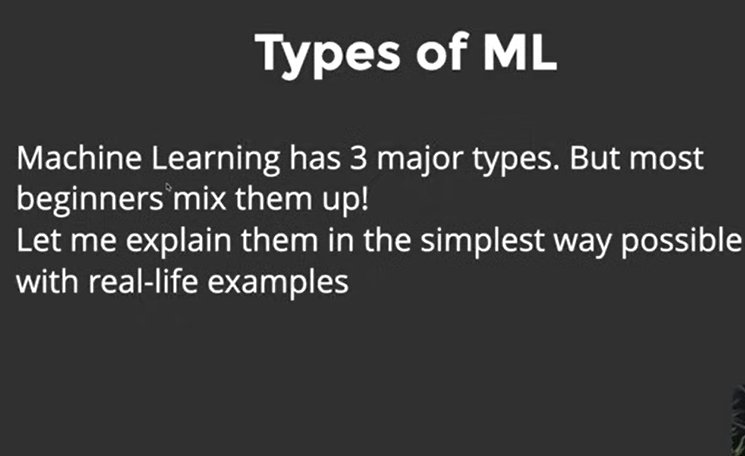 Types of ML
Machine Learning has 3 major types. But most
beginners mix them up!
Let me explain them in the simplest way possible
with real-life examples